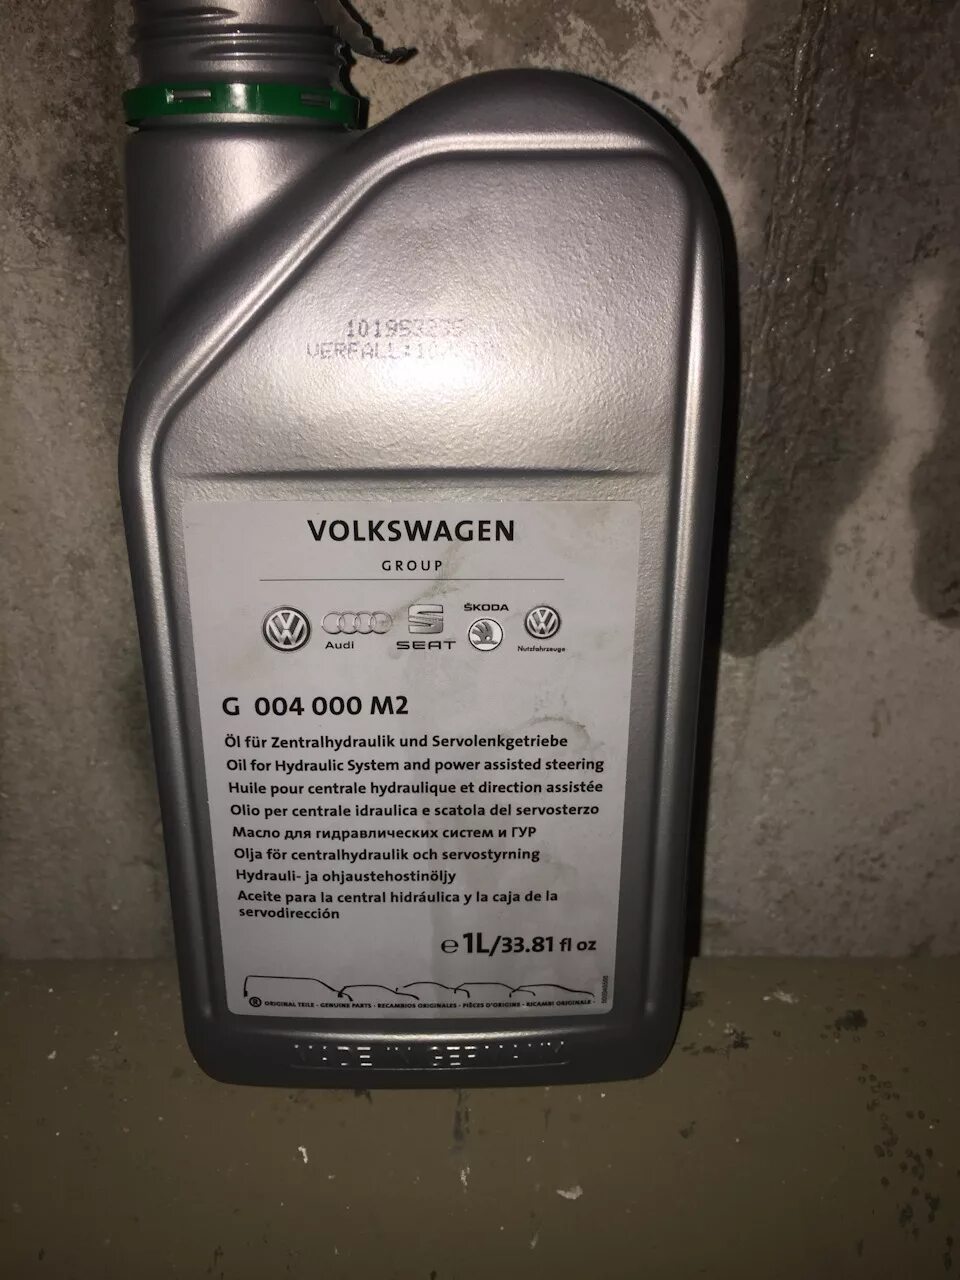 VERFALL:
VOLKSWAGEN
GROUP
Audi
SEAT
ŠKODA
Nutzfahrzeuge
G 004 000 M2
Öl für Zentralhydraulik und Servolenkgetriebe
Oil for Hydraulic System and power assisted steering
Huile pour centrale hydraulique et direction assistée
Olio per centrale idraulica e scatola del servosterzo
Масло для гидравлических систем и ГУР
Olja för centralhydraulik och servostyrning
Hydrauli- ja ohjaustehostinöljy
Aceite para la central hidráulica y la caja de la
servodirección
e 1L/33.81 fl oz
® ORIGINAL TEILE - GENUINE PARTS - RECAMBIOS ORIGINALES - PIÈCES D'ORIGINE - RICAMBI ORIGINALE -
MADE IN GERMANY